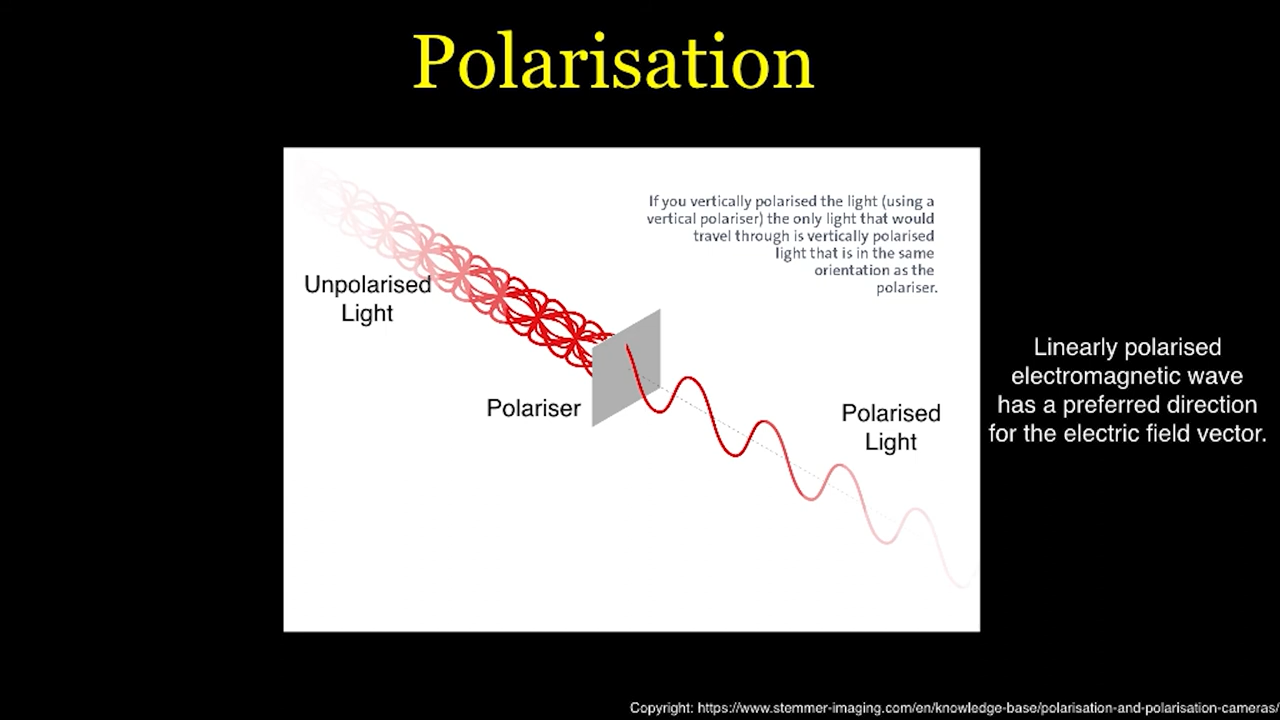 Polarisation
If you vertically polarised the light (using a
vertical polariser) the only light that would
travel through is vertically polarised
light that is in the same
orientation as the
polariser.
Unpolarised
Light
Polariser
Polarised
Light
Linearly polarised
electromagnetic wave
has a preferred direction
for the electric field vector.
Copyright: https://www.stemmer-imaging.com/en/knowledge-base/polarisation-and-polarisation-cameras/